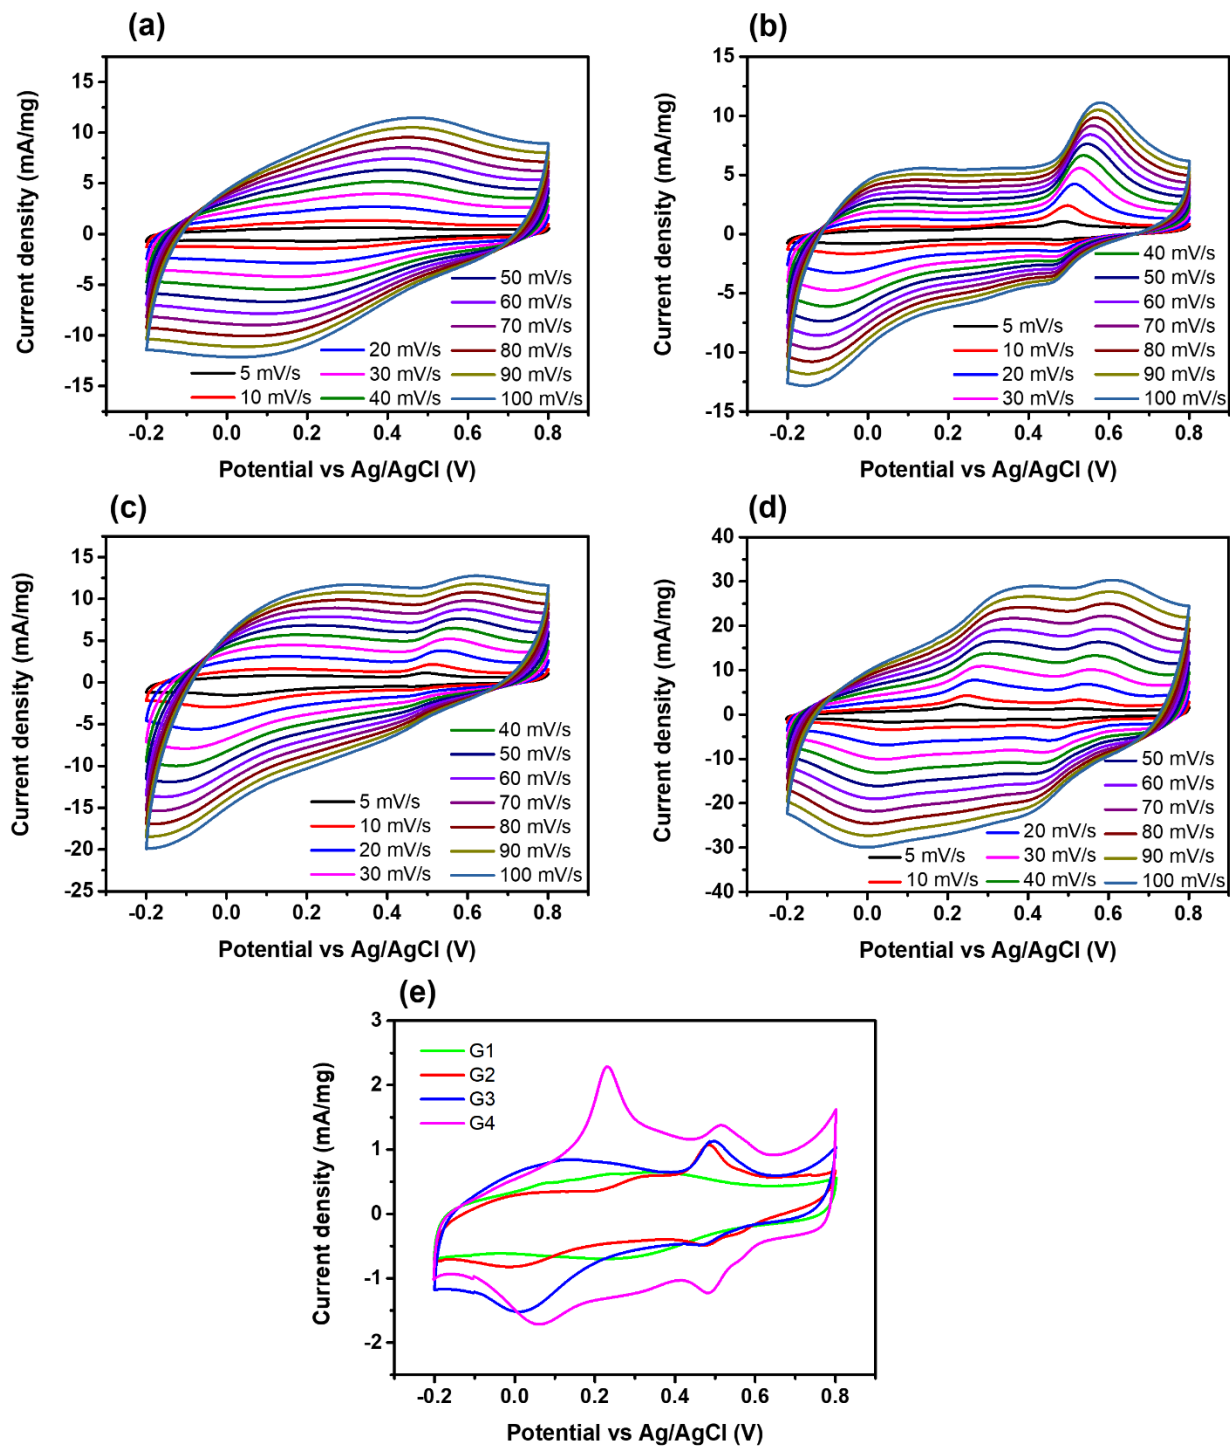 (a)
Current density (mA/mg)
15
10
5
0
-5
-10
-15
-0.2 0.0 0.2 0.4 0.6 0.8
Potential vs Ag/AgCl (V)
5 mV/s
10 mV/s
20 mV/s
30 mV/s
40 mV/s
50 mV/s
60 mV/s
70 mV/s
80 mV/s
90 mV/s
100 mV/s
(b)
Current density (mA/mg)
15
10
5
0
-5
-10
-15
-0.2 0.0 0.2 0.4 0.6 0.8
Potential vs Ag/AgCl (V)
5 mV/s
10 mV/s
20 mV/s
30 mV/s
40 mV/s
50 mV/s
60 mV/s
70 mV/s
80 mV/s
90 mV/s
100 mV/s
(c)
Current density (mA/mg)
15
10
5
0
-5
-10
-15
-20
-25
-0.2 0.0 0.2 0.4 0.6 0.8
Potential vs Ag/AgCl (V)
5 mV/s
10 mV/s
20 mV/s
30 mV/s
40 mV/s
50 mV/s
60 mV/s
70 mV/s
80 mV/s
90 mV/s
100 mV/s
(d)
Current density (mA/mg)
40
30
20
10
0
-10
-20
-30
-40
-0.2 0.0 0.2 0.4 0.6 0.8
Potential vs Ag/AgCl (V)
5 mV/s
10 mV/s
20 mV/s
30 mV/s
40 mV/s
50 mV/s
60 mV/s
70 mV/s
80 mV/s
90 mV/s
100 mV/s
(e)
Current density (mA/mg)
3
2
1
0
-1
-2
-0.2 0.0 0.2 0.4 0.6 0.8
Potential vs Ag/AgCl (V)
G1
G2
G3
G4